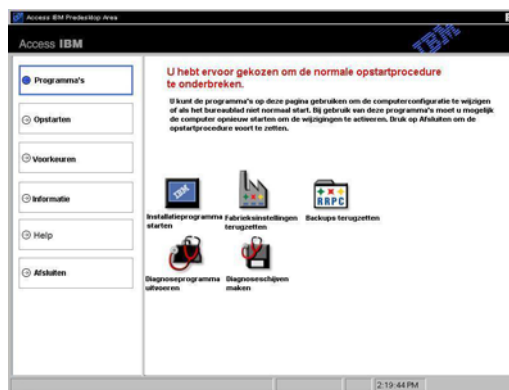 Access IBM Predesktop Area
Access IBM
IBM
Programma's
Opstarten
Voorkeuren
Informatie
Help
Afsluiten
U hebt ervoor gekozen om de normale opstartprocedure
te onderbreken.
U kunt de programma's op deze pagina gebruiken om de computerconfiguratie te wijzigen
of als het bureaublad niet normaal start. Bij gebruik van deze programma's moet u mogelijk
de computer opnieuw starten om de wijzigingen te activeren. Druk op Afsluiten om de
opstartprocedure voort te zetten.
IBM
RRPC
Installatieprogramma
starten
Fabrieksinstellingen
terugzetten
Backups terugzetten
Diagnoseprogramma
uitvoeren
Diagnoseschijven
maken
2:19:44 PM